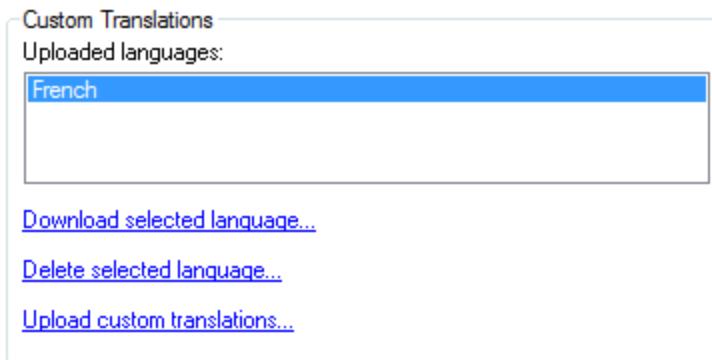 Custom Translations
Uploaded languages:
French
Download selected language...
Delete selected language...
Upload custom translations...